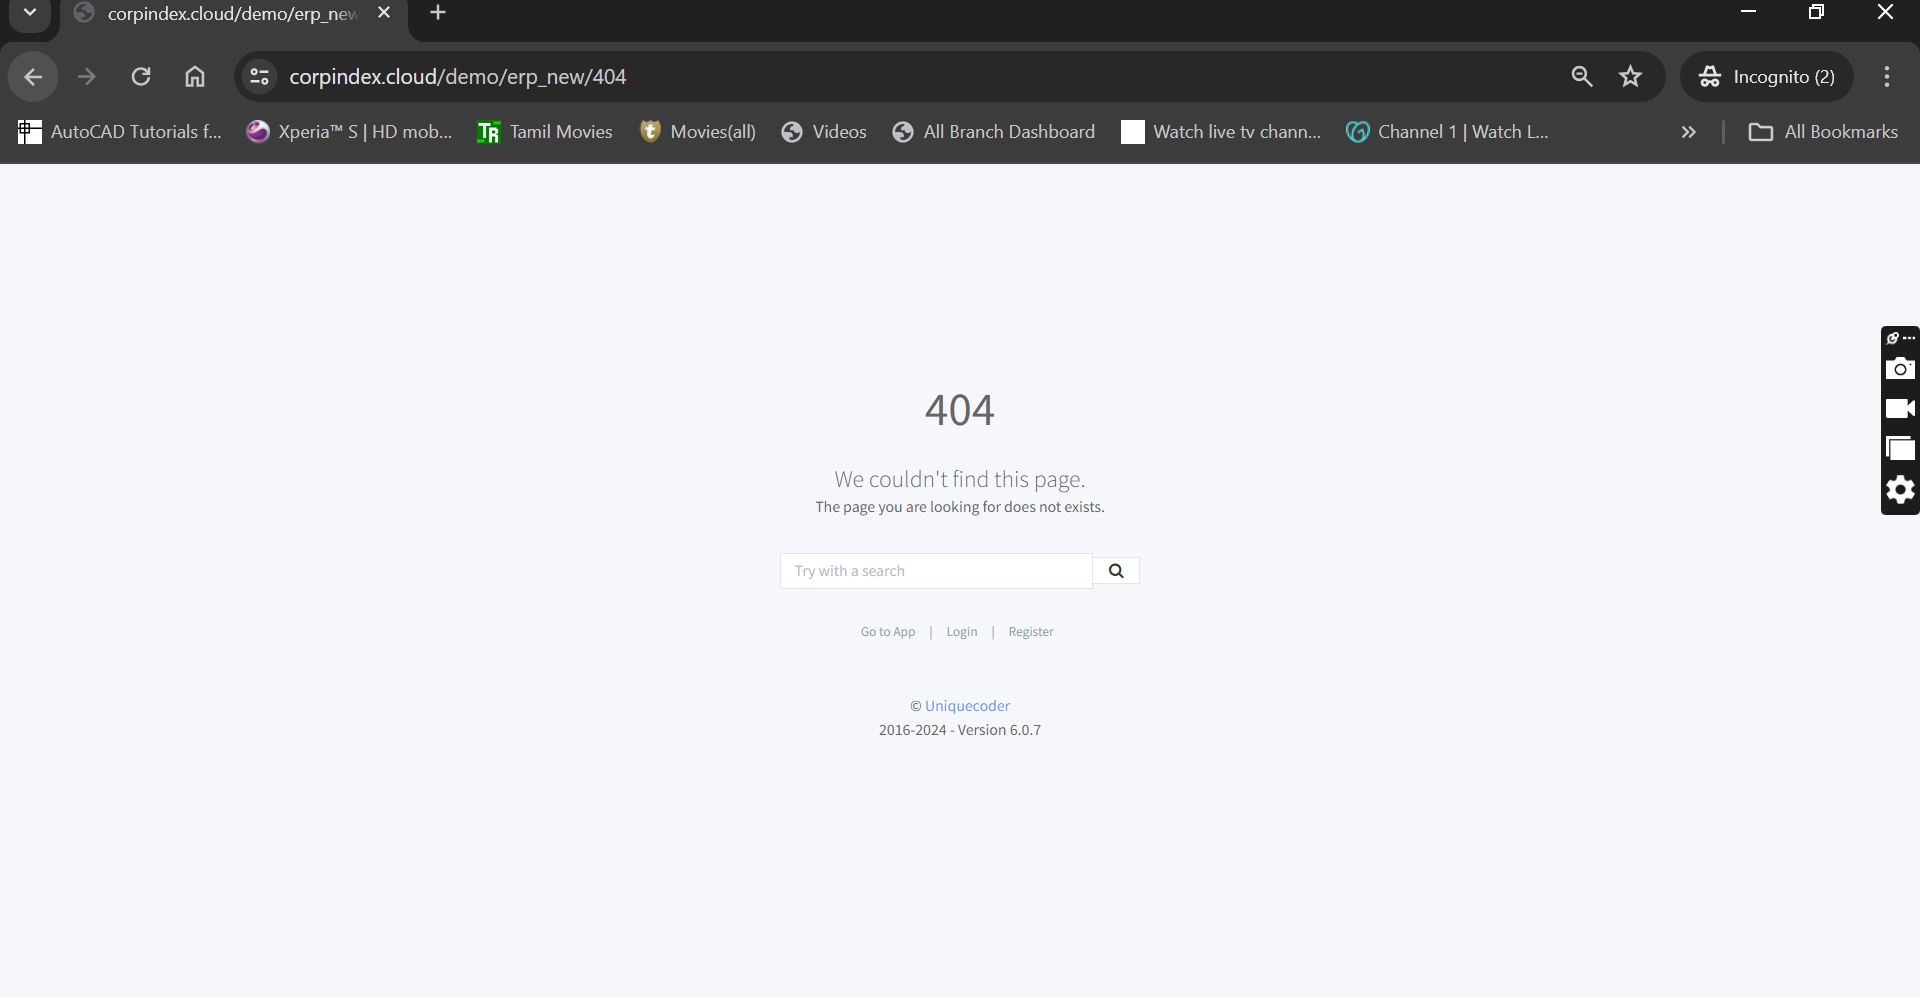 corpindex.cloud/demo/erp_new
corpindex.cloud/demo/erp_new/404
Incognito (2)
AutoCAD Tutorials f...
Xperia™ S | HD mob...
TR
Tamil Movies
t
Movies(all)
Videos
All Branch Dashboard
Watch live tv chann...
Channel 1 | Watch L...
All Bookmarks
404
We couldn't find this page.
The page you are looking for does not exists.
Try with a search
Go to App | Login | Register
© Uniquecoder
2016-2024 - Version 6.0.7